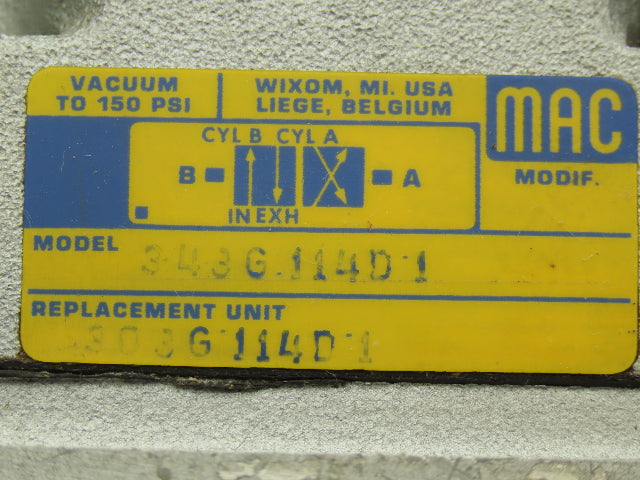 VACUUM
TO 150 PSI
WIXOM, MI. USA
LIEGE, BELGIUM
MAC
MODIF.
CYL B CYL A
B A
IN EXH
MODEL 343G 114D 1
REPLACEMENT UNIT
303G 114D 1